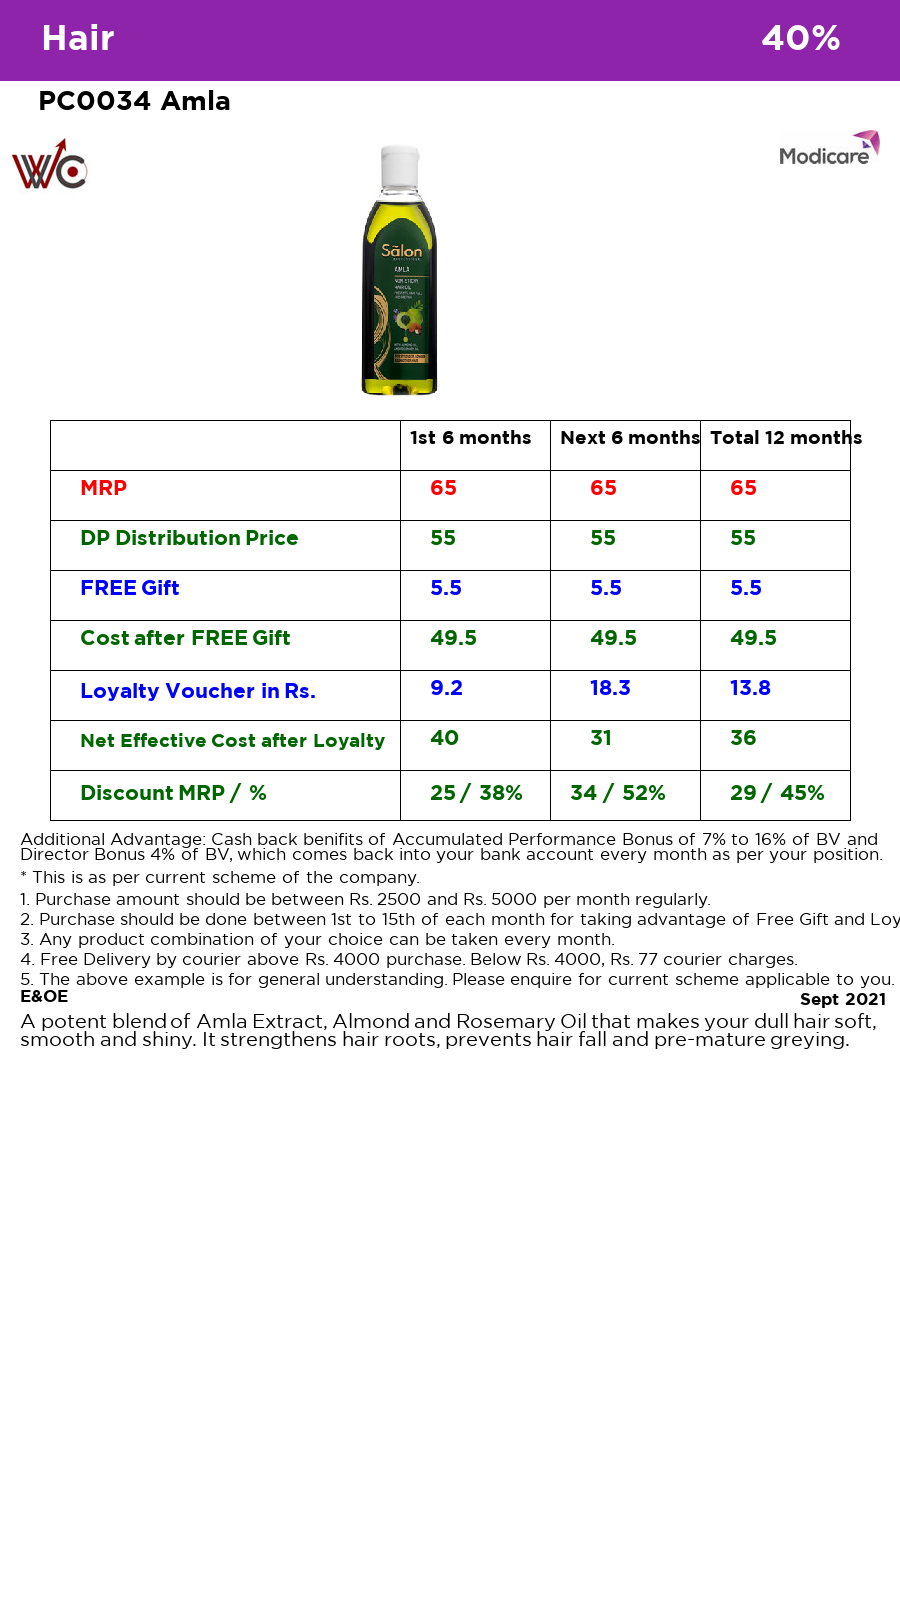 Hair 40%
PC0034 Amla
WC
Modicare
Sālon
AMLA
NON STICKY
HAIR OIL
1st 6 months Next 6 months Total 12 months
MRP 65 65 65
DP Distribution Price 55 55 55
FREE Gift 5.5 5.5 5.5
Cost after FREE Gift 49.5 49.5 49.5
Loyalty Voucher in Rs. 9.2 18.3 13.8
Net Effective Cost after Loyalty 40 31 36
Discount MRP / % 25 / 38% 34 / 52% 29 / 45%
Additional Advantage: Cash back benifits of Accumulated Performance Bonus of 7% to 16% of BV and
Director Bonus 4% of BV, which comes back into your bank account every month as per your position.
* This is as per current scheme of the company.
1. Purchase amount should be between Rs. 2500 and Rs. 5000 per month regularly.
2. Purchase should be done between 1st to 15th of each month for taking advantage of Free Gift and Loy
3. Any product combination of your choice can be taken every month.
4. Free Delivery by courier above Rs. 4000 purchase. Below Rs. 4000, Rs. 77 courier charges.
5. The above example is for general understanding. Please enquire for current scheme applicable to you.
E&OE Sept 2021
A potent blend of Amla Extract, Almond and Rosemary Oil that makes your dull hair soft,
smooth and shiny. It strengthens hair roots, prevents hair fall and pre-mature greying.